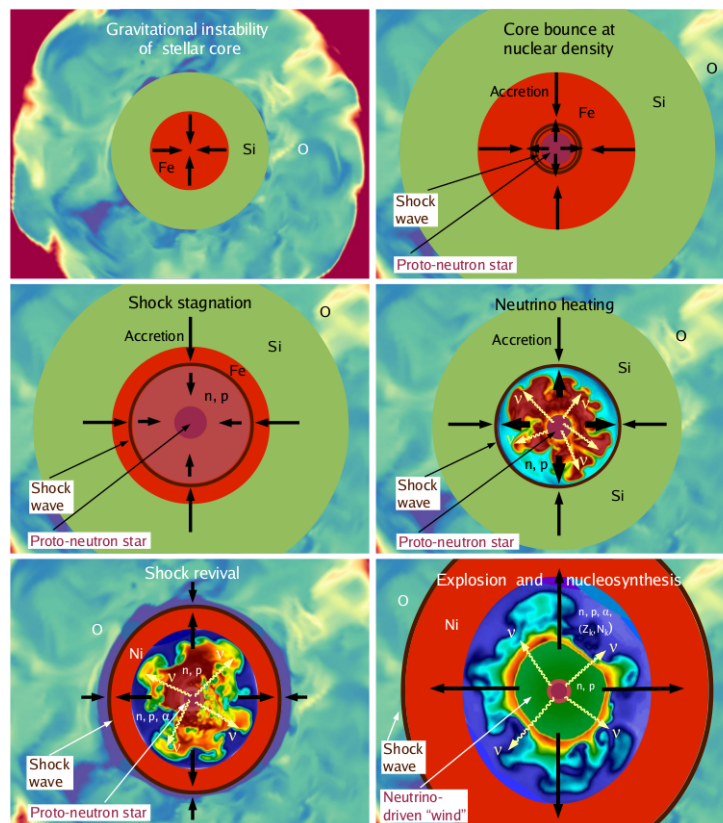 Gravitational instability
of stellar core
Fe
Si
O
Core bounce at
nuclear density
O
Accretion
Fe
Si
Shock
wave
Proto-neutron star
Shock stagnation
O
Accretion
Si
Fe
n, p
Shock
wave
Proto-neutron star
Neutrino heating
O
Accretion
Si
ν
ν
ν
ν
n, p
Shock
wave
Si
Proto-neutron star
Shock revival
O
Ni
n, p
ν
ν
n, p, α
ν
ν
Shock
wave
Proto-neutron star
Explosion and nucleosynthesis
O
Ni
n, p, α,
(Zk,Nk)
ν
ν
n, p
ν
ν
Shock
wave
Neutrino-
driven "wind"